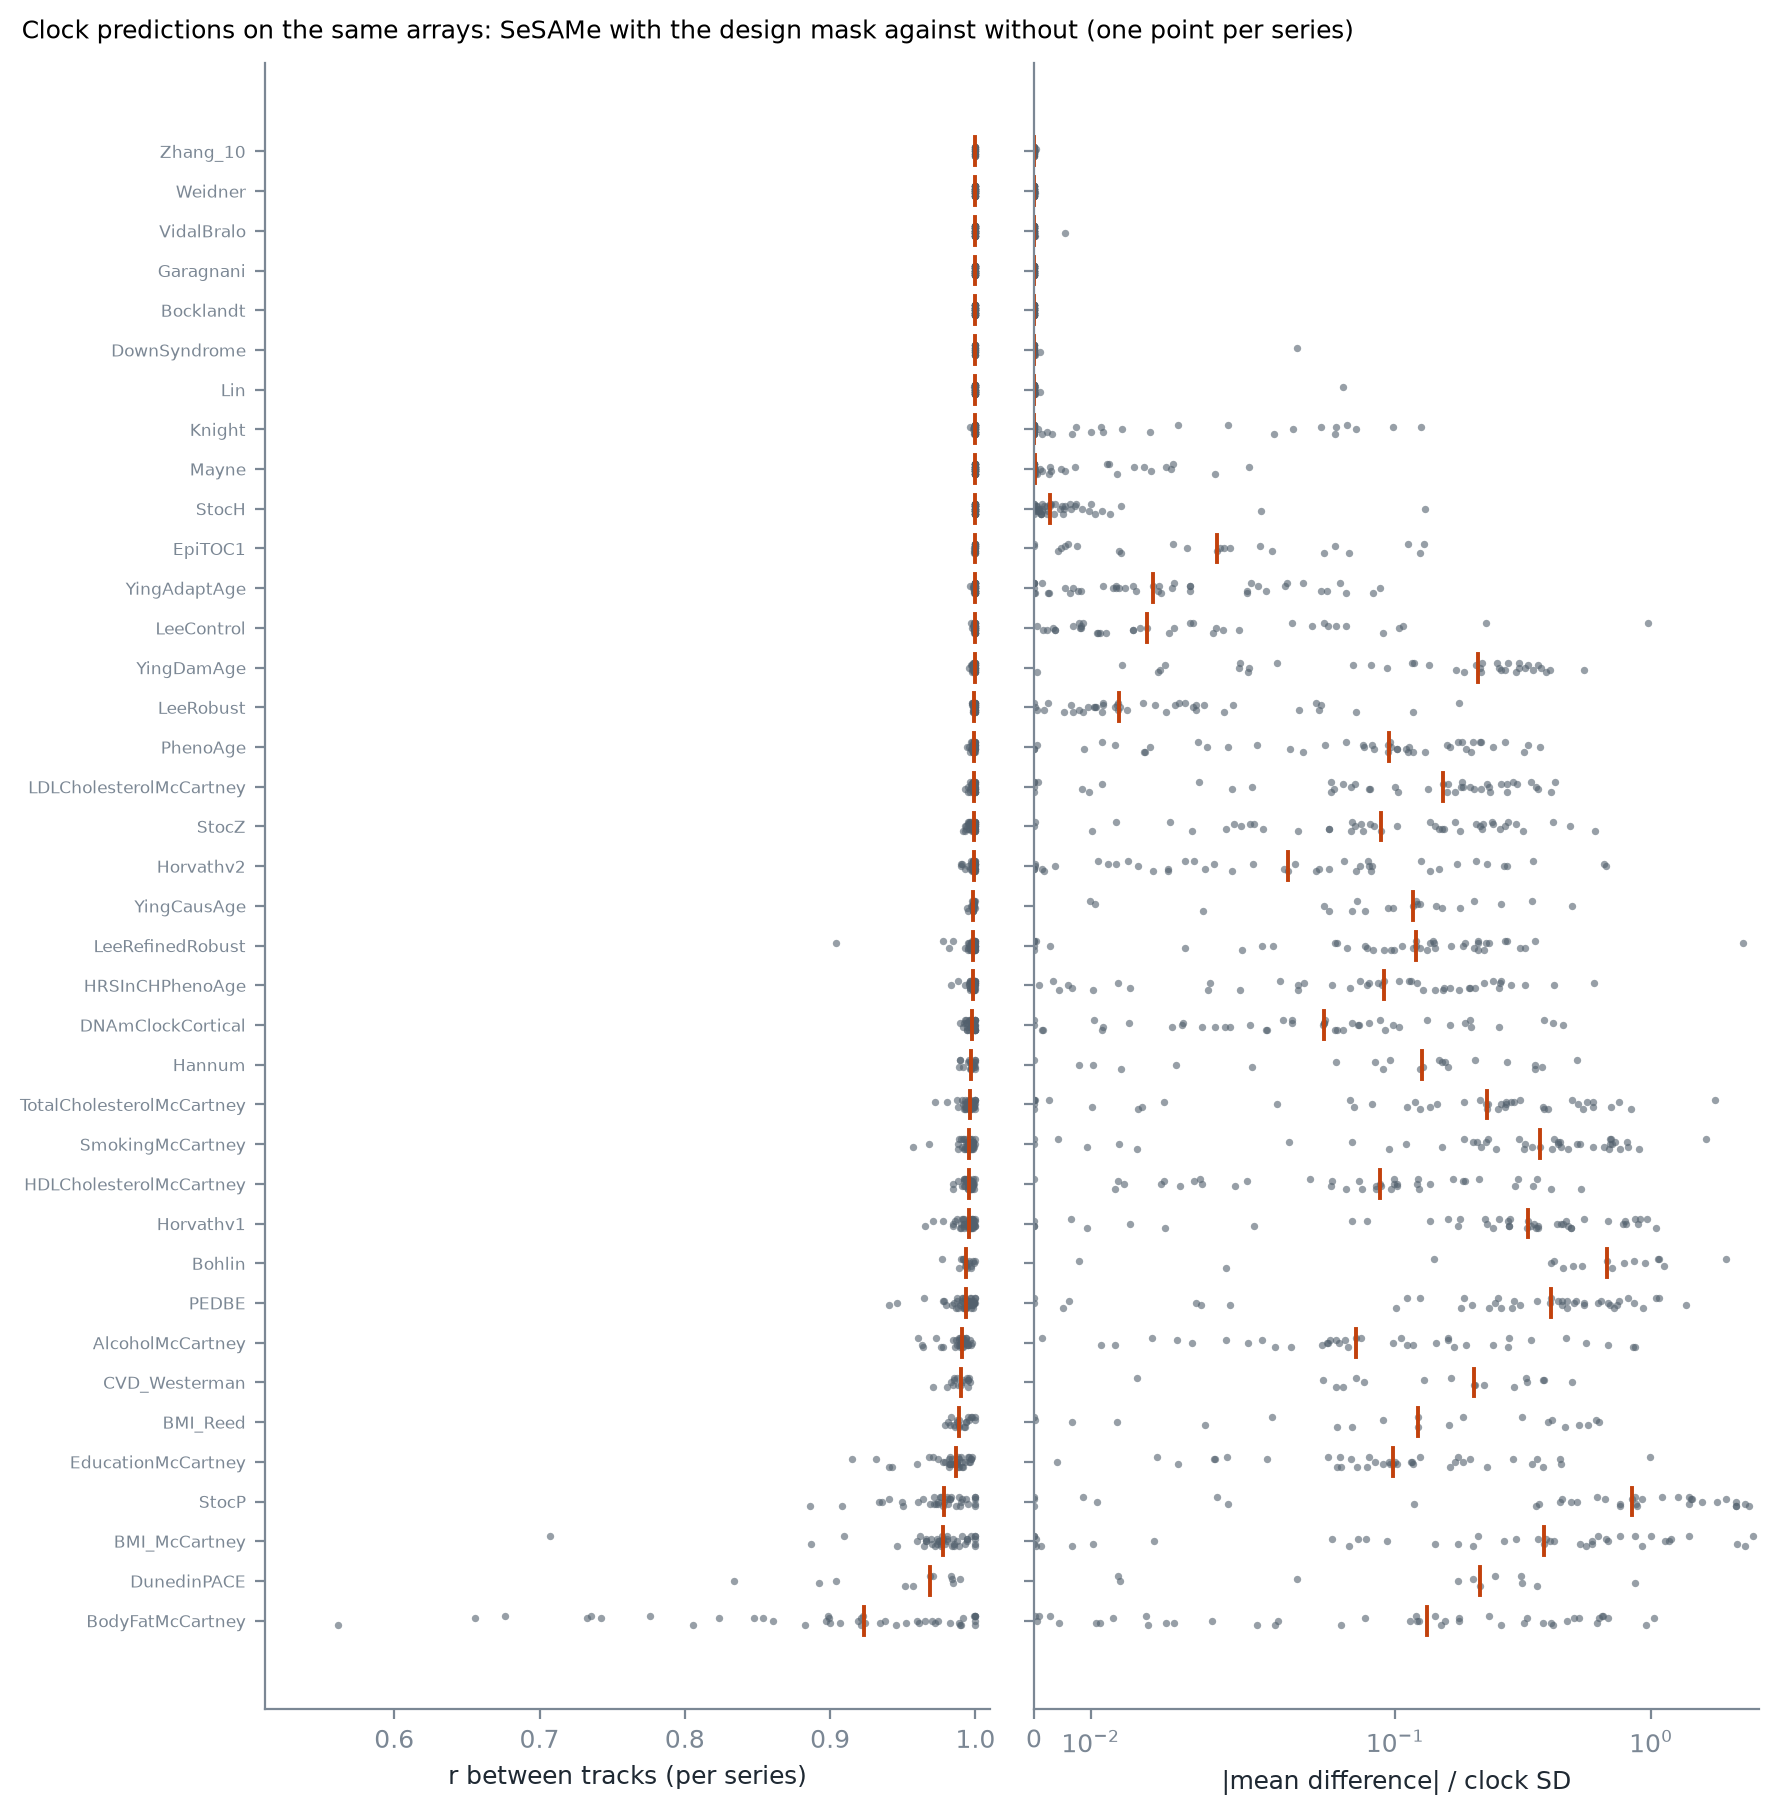 Clock predictions on the same arrays: SeSAMe with the design mask against without (one point per series)
Zhang_10
Weidner
VidalBralo
Garagnani
Bocklandt
DownSyndrome
Lin
Knight
Mayne
StocH
EpiTOC1
YingAdaptAge
LeeControl
YingDamAge
LeeRobust
PhenoAge
LDLCholesterolMcCartney
StocZ
Horvathv2
YingCausAge
LeeRefinedRobust
HRSInCHPhenoAge
DNAmClockCortical
Hannum
TotalCholesterolMcCartney
SmokingMcCartney
HDLCholesterolMcCartney
Horvathv1
Bohlin
PEDBE
AlcoholMcCartney
CVD_Westerman
BMI_Reed
EducationMcCartney
StocP
BMI_McCartney
DunedinPACE
BodyFatMcCartney
0.6 0.7 0.8 0.9 1.0
r between tracks (per series)
0 10⁻² 10⁻¹ 10⁰
|mean difference| / clock SD